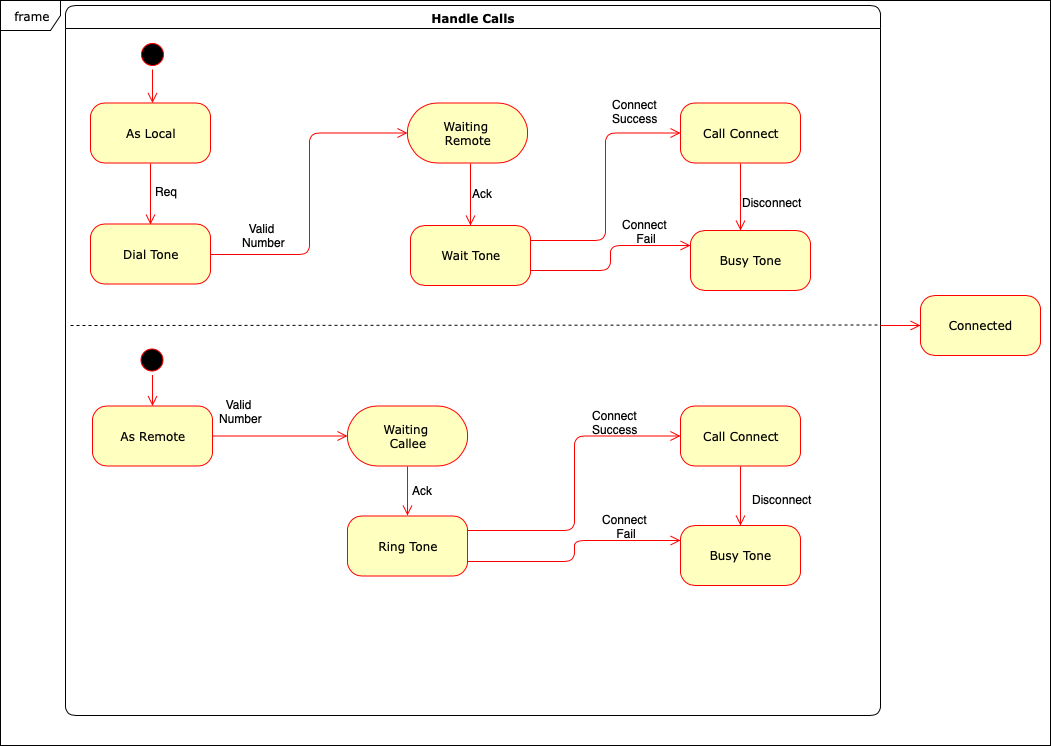 frame
Handle Calls
As Local
Waiting
Remote
Connect
Success
Call Connect
Req
Ack
Disconnect
Valid
Number
Connect
Fail
Dial Tone
Wait Tone
Busy Tone
Connected
As Remote
Valid
Number
Waiting
Callee
Connect
Success
Call Connect
Ack
Disconnect
Connect
Fail
Ring Tone
Busy Tone